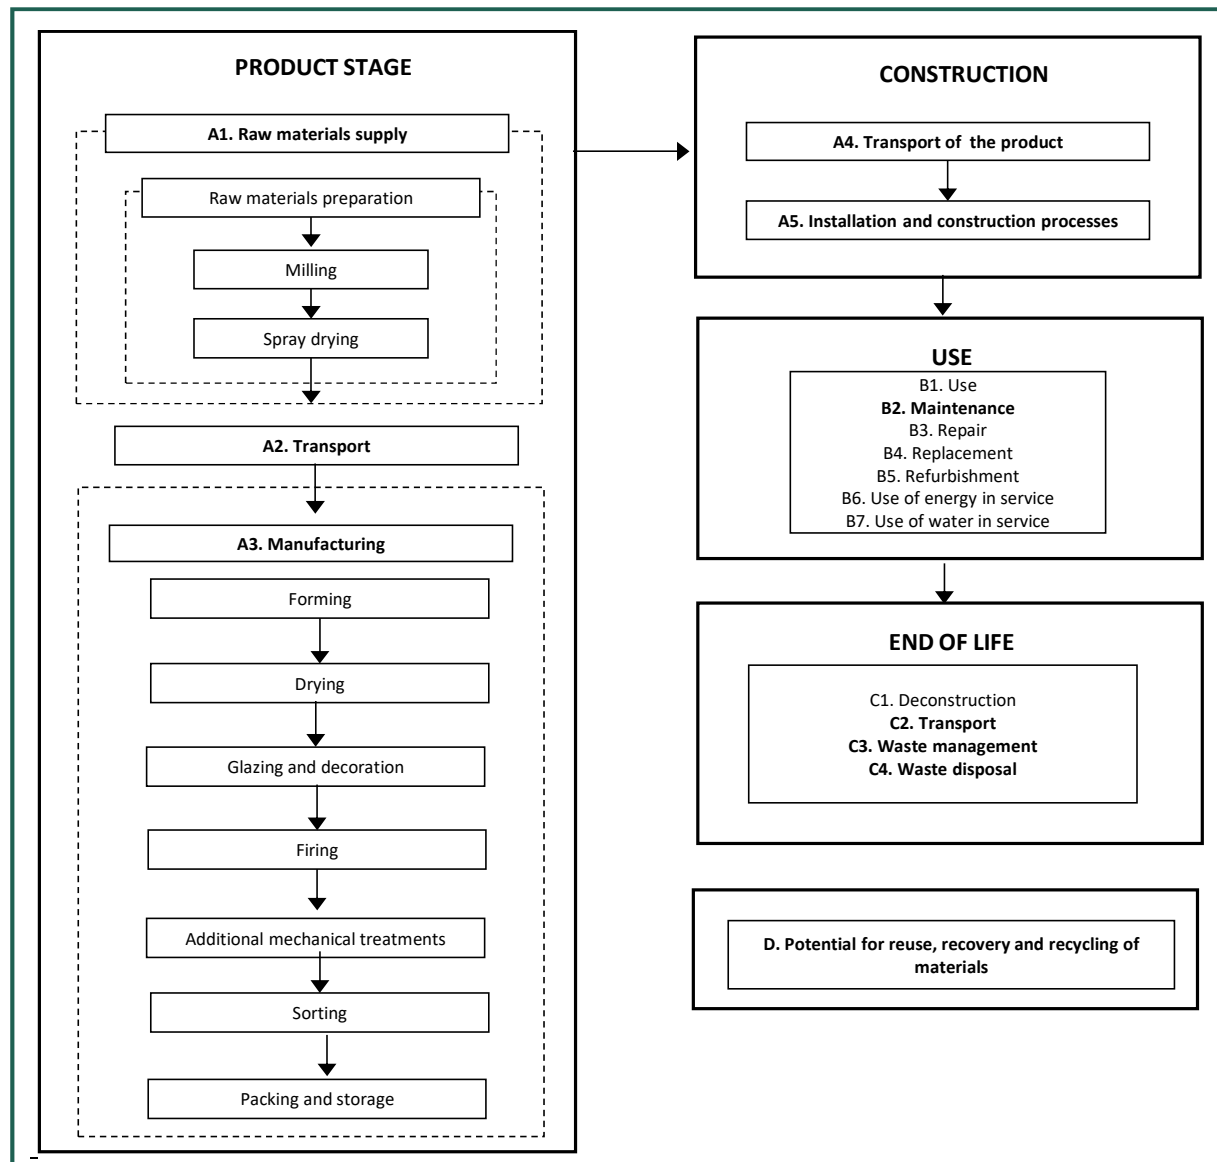 PRODUCT STAGE
A1. Raw materials supply
Raw materials preparation
Milling
Spray drying
A2. Transport
A3. Manufacturing
Forming
Drying
Glazing and decoration
Firing
Additional mechanical treatments
Sorting
Packing and storage
CONSTRUCTION
A4. Transport of the product
A5. Installation and construction processes
USE
B1. Use
B2. Maintenance
B3. Repair
B4. Replacement
B5. Refurbishment
B6. Use of energy in service
B7. Use of water in service
END OF LIFE
C1. Deconstruction
C2. Transport
C3. Waste management
C4. Waste disposal
D. Potential for reuse, recovery and recycling of
materials